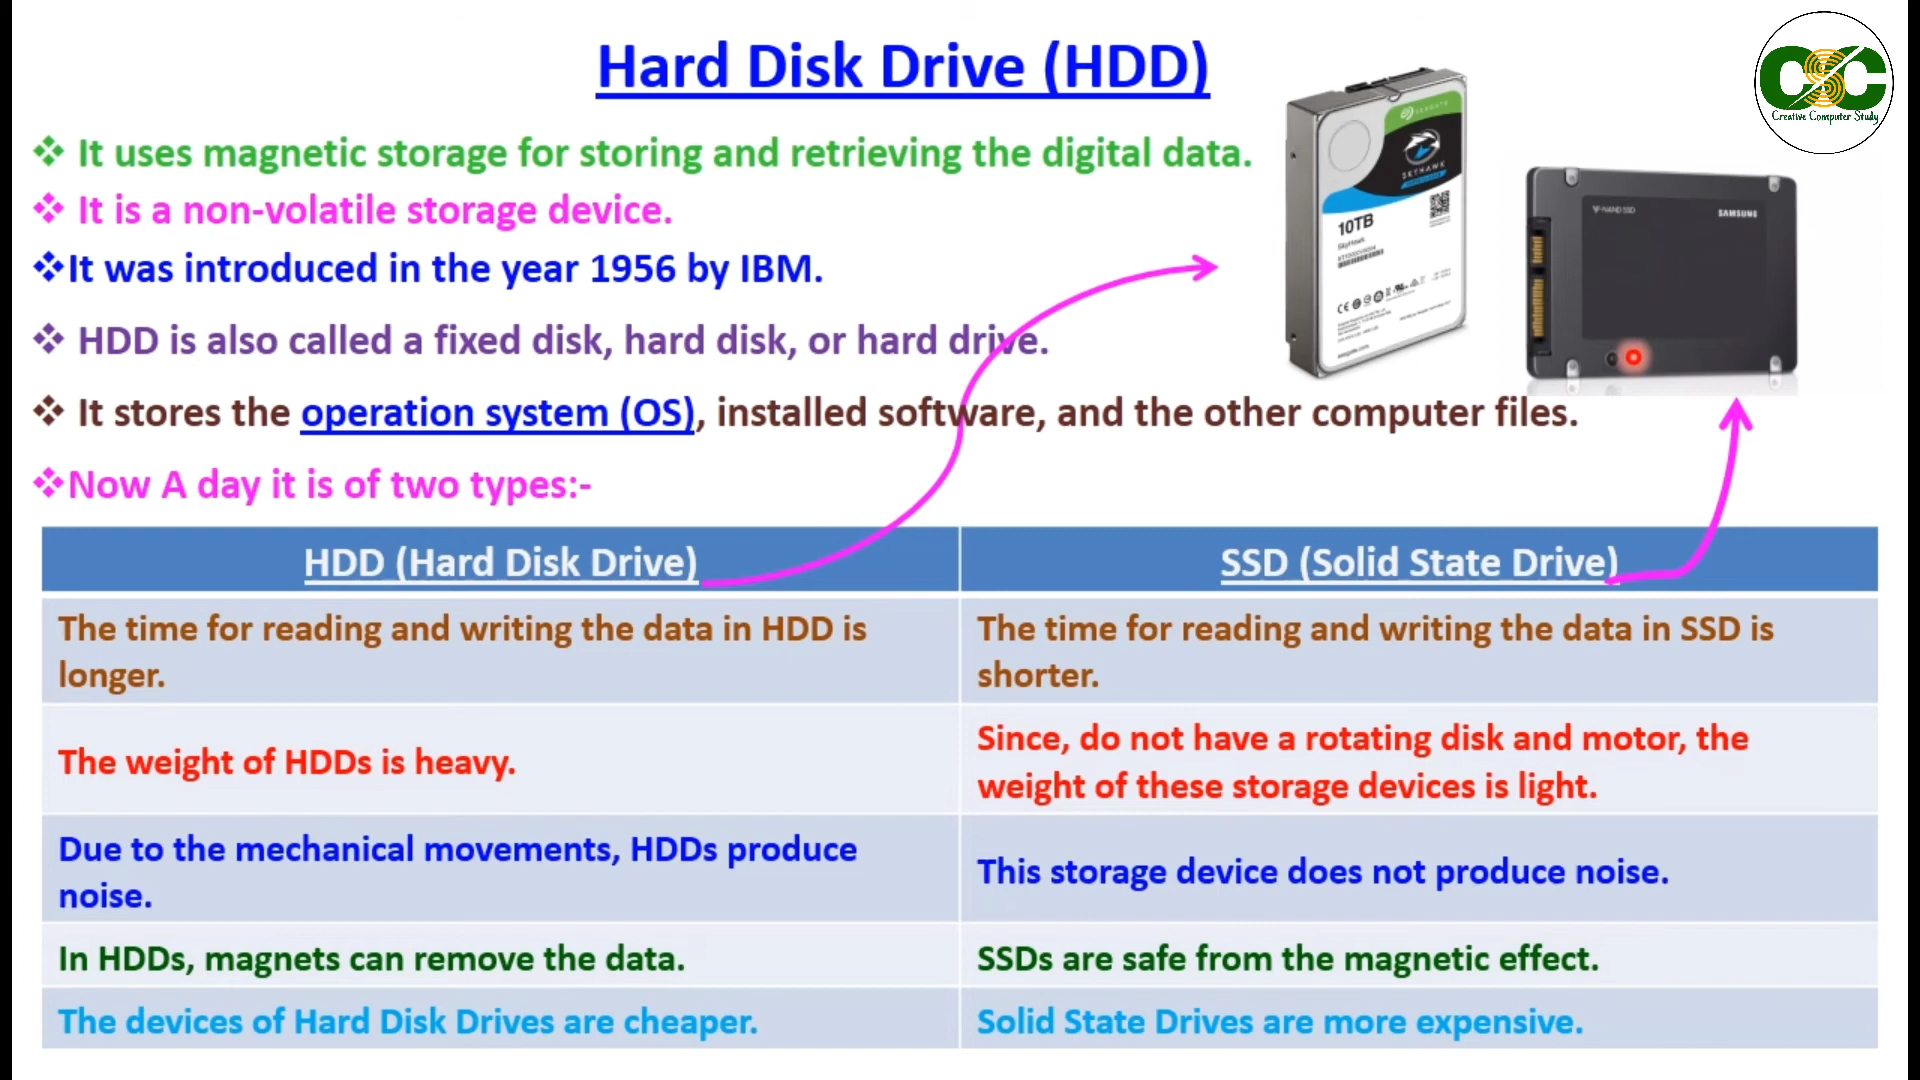 Hard Disk Drive (HDD)
CSC
Creative Computer Study
❖ It uses magnetic storage for storing and retrieving the digital data.
❖ It is a non-volatile storage device.
❖It was introduced in the year 1956 by IBM.
❖ HDD is also called a fixed disk, hard disk, or hard drive.
❖ It stores the operation system (OS), installed software, and the other computer files.
❖Now A day it is of two types:-
SEAGATE
SKYHAWK
10TB
SkyHawk
V-NAND SSD
SAMSUNG
HDD (Hard Disk Drive)
SSD (Solid State Drive)
The time for reading and writing the data in HDD is
longer.
The time for reading and writing the data in SSD is
shorter.
The weight of HDDs is heavy.
Since, do not have a rotating disk and motor, the
weight of these storage devices is light.
Due to the mechanical movements, HDDs produce
noise.
This storage device does not produce noise.
In HDDs, magnets can remove the data.
SSDs are safe from the magnetic effect.
The devices of Hard Disk Drives are cheaper.
Solid State Drives are more expensive.